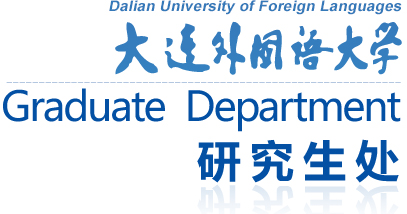 Dalian University of Foreign Languages
大连外国语大学
Graduate Department
研究生处